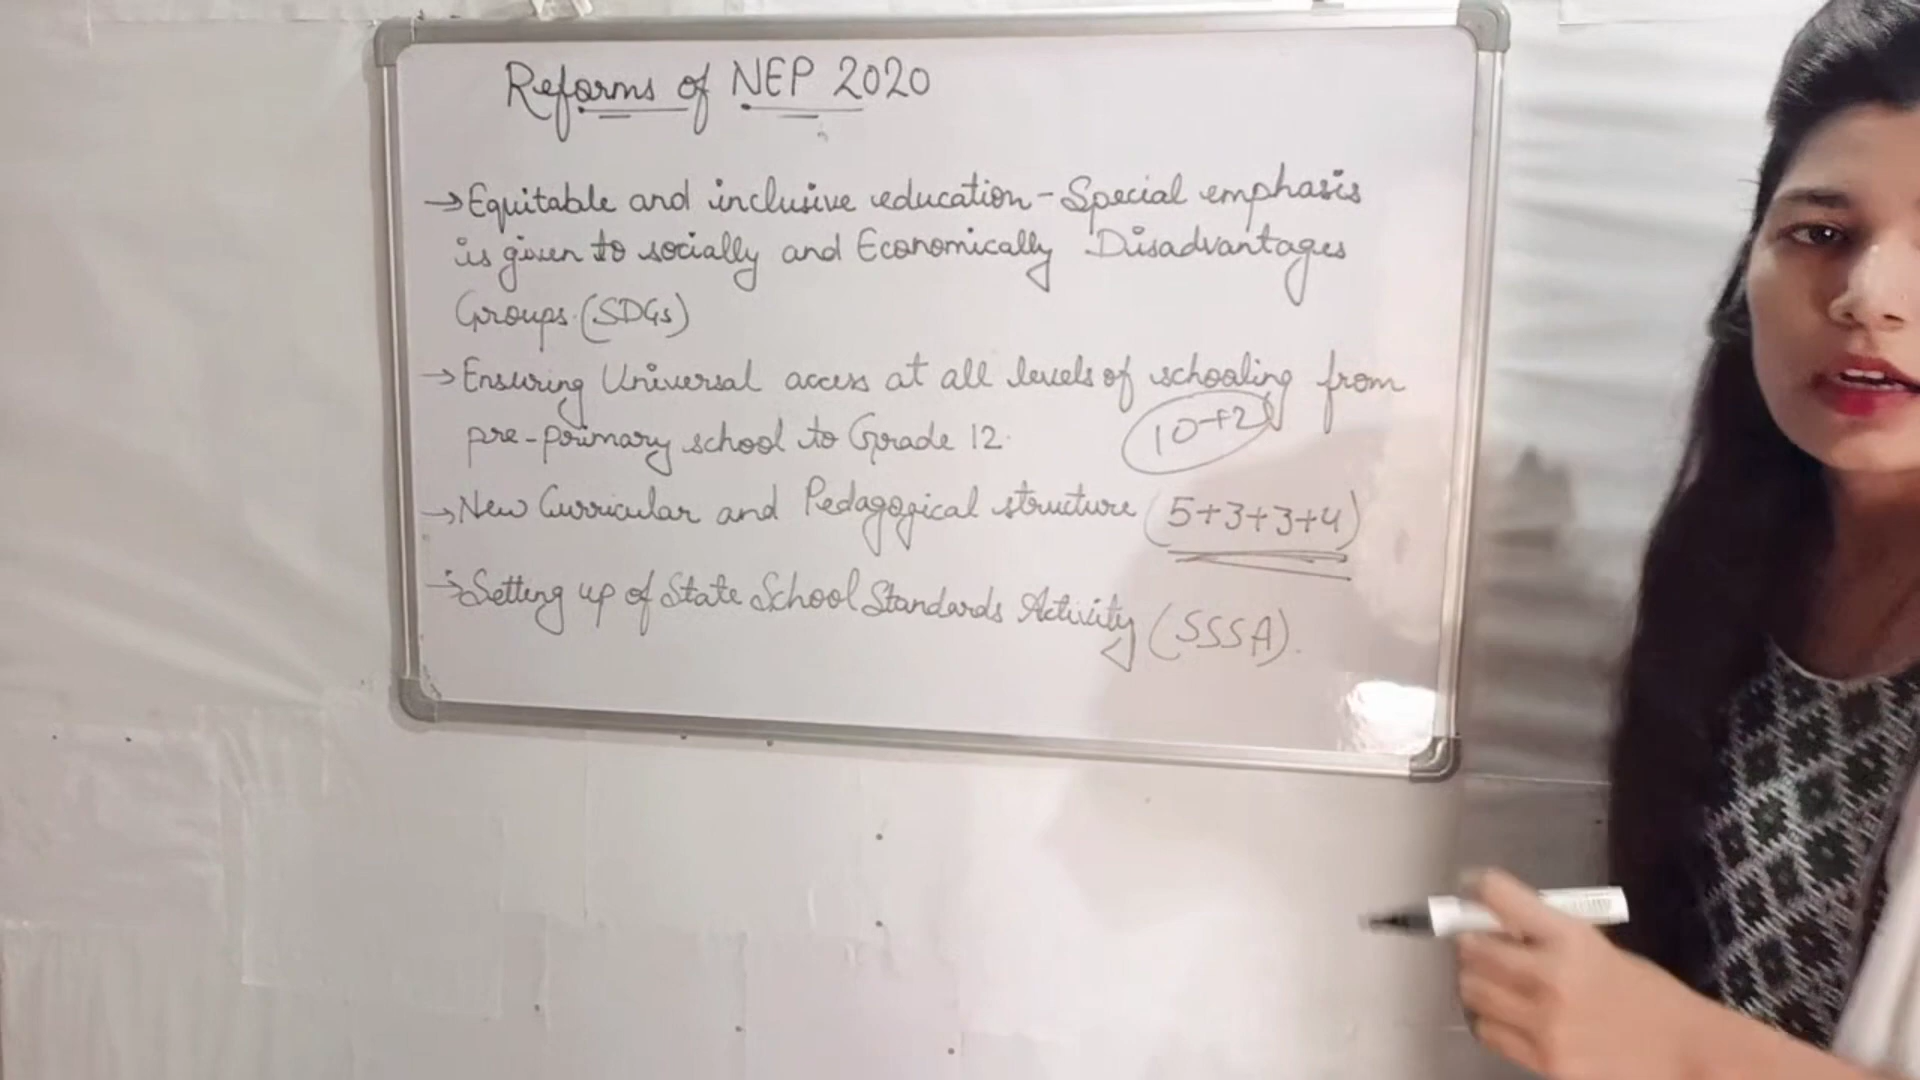 Reforms of NEP 2020
→ Equitable and inclusive education - Special emphasis
is given to socially and Economically Disadvantages
Groups. (SDGs)
→ Ensuring Universal access at all levels of schooling from
pre-primary school to Grade 12.
10+2
→ New Curricular and Pedagogical structure (5+3+3+4)
→ Setting up of State School Standards Activity (SSSA).